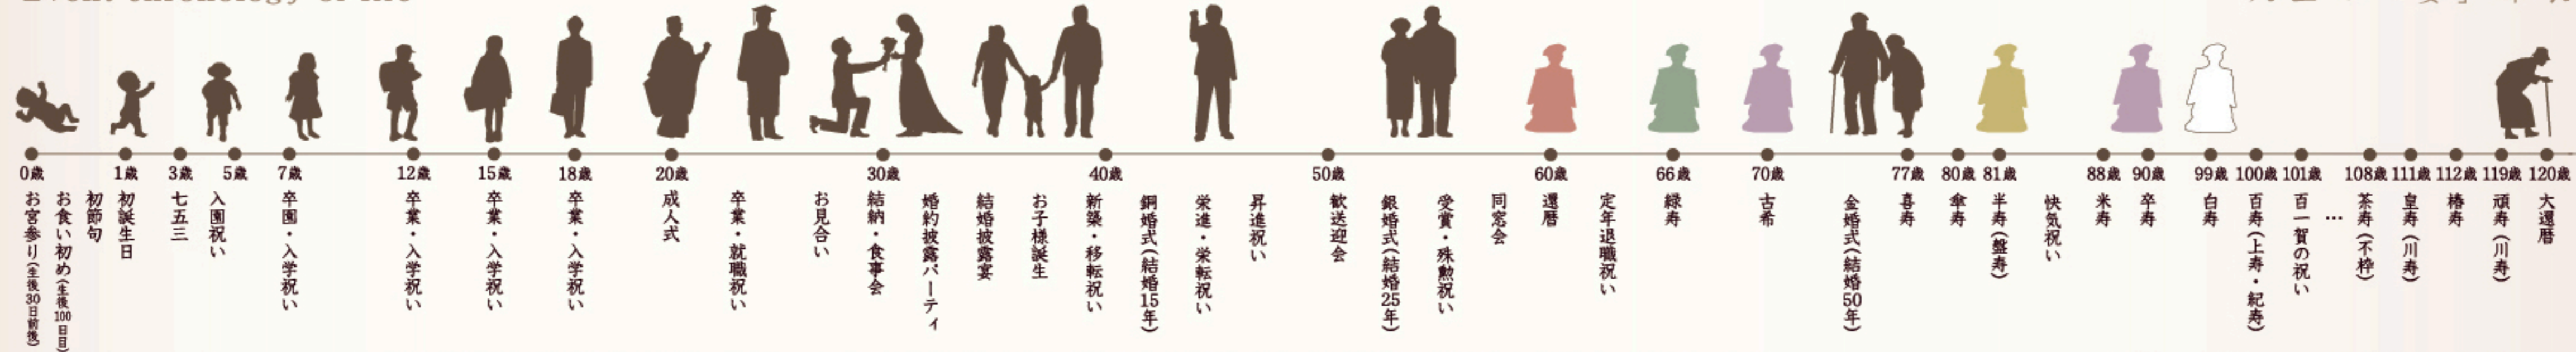 Event chronology of life
0歳
1歳
3歳
5歳
7歳
12歳
15歳
18歳
20歳
30歳
40歳
50歳
60歳
66歳
70歳
77歳
80歳
81歳
88歳
90歳
99歳
100歳
101歳
108歳
111歳
112歳
119歳
120歳
お宮参り(生後30日前後)
お食い初め(生後100日目)
初節句
初誕生日
七五三
入園祝い
卒園・入学祝い
卒業・入学祝い
卒業・入学祝い
卒業・入学祝い
成人式
卒業・就職祝い
お見合い
結納・食事会
婚約披露パーティ
結婚披露宴
お子様誕生
新築・移転祝い
銅婚式(結婚15年)
栄進・栄転祝い
昇進祝い
歓送迎会
銀婚式(結婚25年)
受賞・殊勲祝い
同窓会
還暦
定年退職祝い
緑寿
古希
金婚式(結婚50年)
喜寿
傘寿
半寿(盤寿)
快気祝い
米寿
卒寿
白寿
百寿(上寿・紀寿)
百一賀の祝い
…
茶寿(不枠)
皇寿(川寿)
椿寿
頑寿(川寿)
大還暦